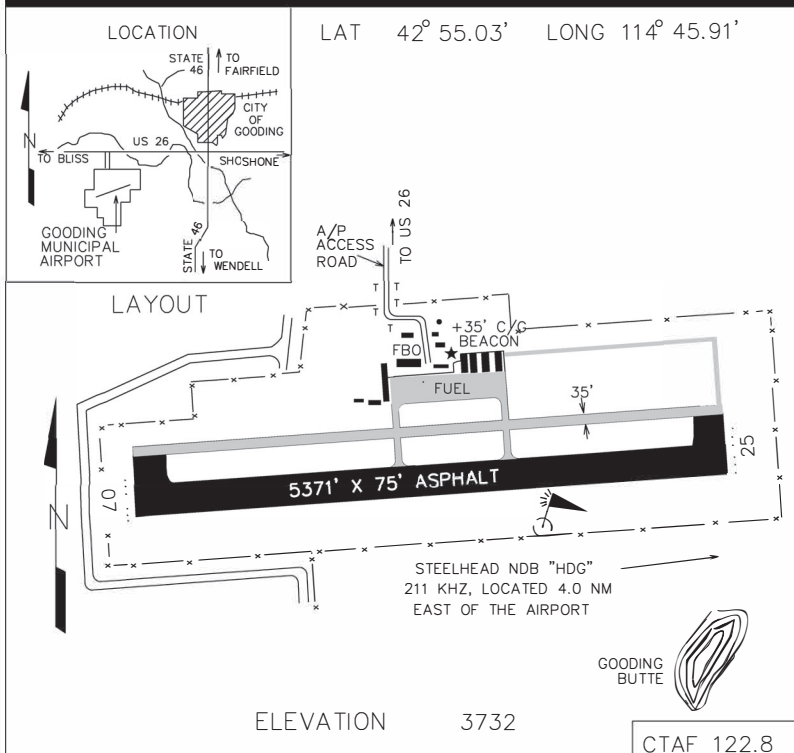 LOCATION
LAT 42° 55.03' LONG 114° 45.91'
STATE 46
TO FAIRFIELD
CITY OF GOODING
N
US 26
TO BLISS
SHOSHONE
GOODING
MUNICIPAL
AIRPORT
STATE 46
TO WENDELL
LAYOUT
A/P
ACCESS
ROAD
TO US 26
T T
T T
T
+35' C/G
BEACON
FBO
FUEL
35'
07
25
5371' X 75' ASPHALT
N
STEELHEAD NDB "HDG"
211 KHZ, LOCATED 4.0 NM
EAST OF THE AIRPORT
GOODING
BUTTE
ELEVATION 3732
CTAF 122.8